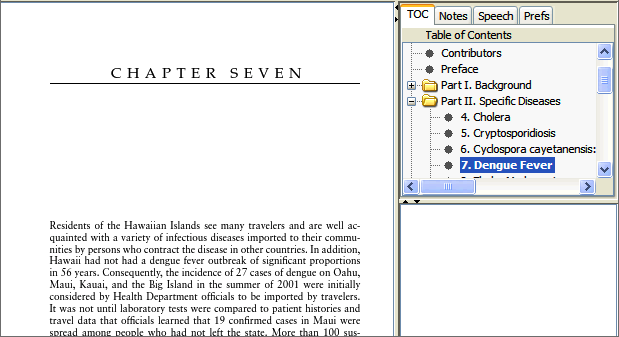 CHAPTER SEVEN
Residents of the Hawaiian Islands see many travelers and are well ac-
quainted with a variety of infectious diseases imported to their commu-
nities by persons who contract the disease in other countries. In addition,
Hawaii had not had a dengue fever outbreak of significant proportions
in 56 years. Consequently, the incidence of 27 cases of dengue on Oahu,
Maui, Kauai, and the Big Island in the summer of 2001 were initially
considered by Health Department officials to be imported by travelers.
It was not until laboratory tests were compared to patient histories and
travel data that officials learned that 19 confirmed cases in Maui were
spread among people who had not left the state. More than 100 sus-
TOC Notes Speech Prefs
Table of Contents
Contributors
Preface
Part I. Background
Part II. Specific Diseases
4. Cholera
5. Cryptosporidiosis
6. Cyclospora cayetanensis:
7. Dengue Fever